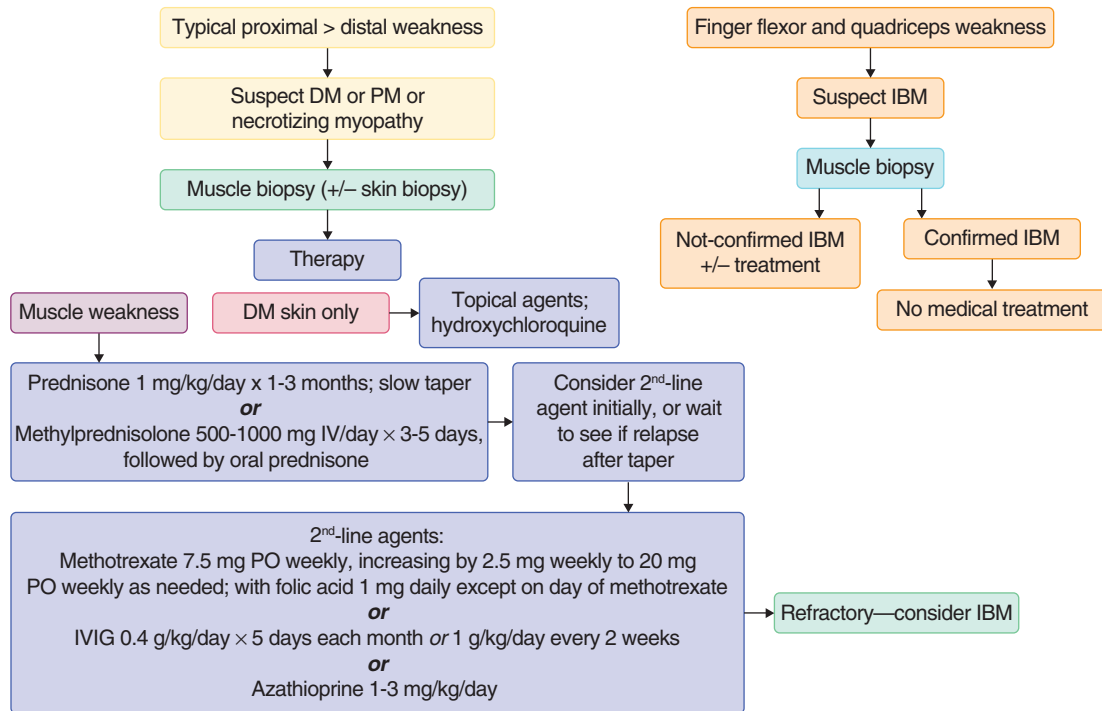 Typical proximal > distal weakness
Suspect DM or PM or
necrotizing myopathy
Muscle biopsy (+/– skin biopsy)
Therapy
Muscle weakness
DM skin only
Topical agents;
hydroxychloroquine
Prednisone 1 mg/kg/day x 1-3 months; slow taper
or
Methylprednisolone 500-1000 mg IV/day × 3-5 days,
followed by oral prednisone
Consider 2nd-line
agent initially, or wait
to see if relapse
after taper
2nd-line agents:
Methotrexate 7.5 mg PO weekly, increasing by 2.5 mg weekly to 20 mg
PO weekly as needed; with folic acid 1 mg daily except on day of methotrexate
or
IVIG 0.4 g/kg/day × 5 days each month or 1 g/kg/day every 2 weeks
or
Azathioprine 1-3 mg/kg/day
Refractory—consider IBM
Finger flexor and quadriceps weakness
Suspect IBM
Muscle biopsy
Not-confirmed IBM
+/– treatment
Confirmed IBM
No medical treatment